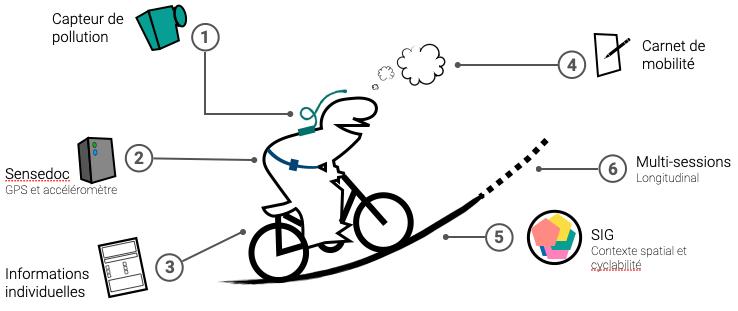 Capteur de
pollution
1
2
Sensedoc
GPS et accéléromètre
3
Informations
individuelles
4
Carnet de
mobilité
6
Multi-sessions
Longitudinal
5
SIG
Contexte spatial et
cyclabilité